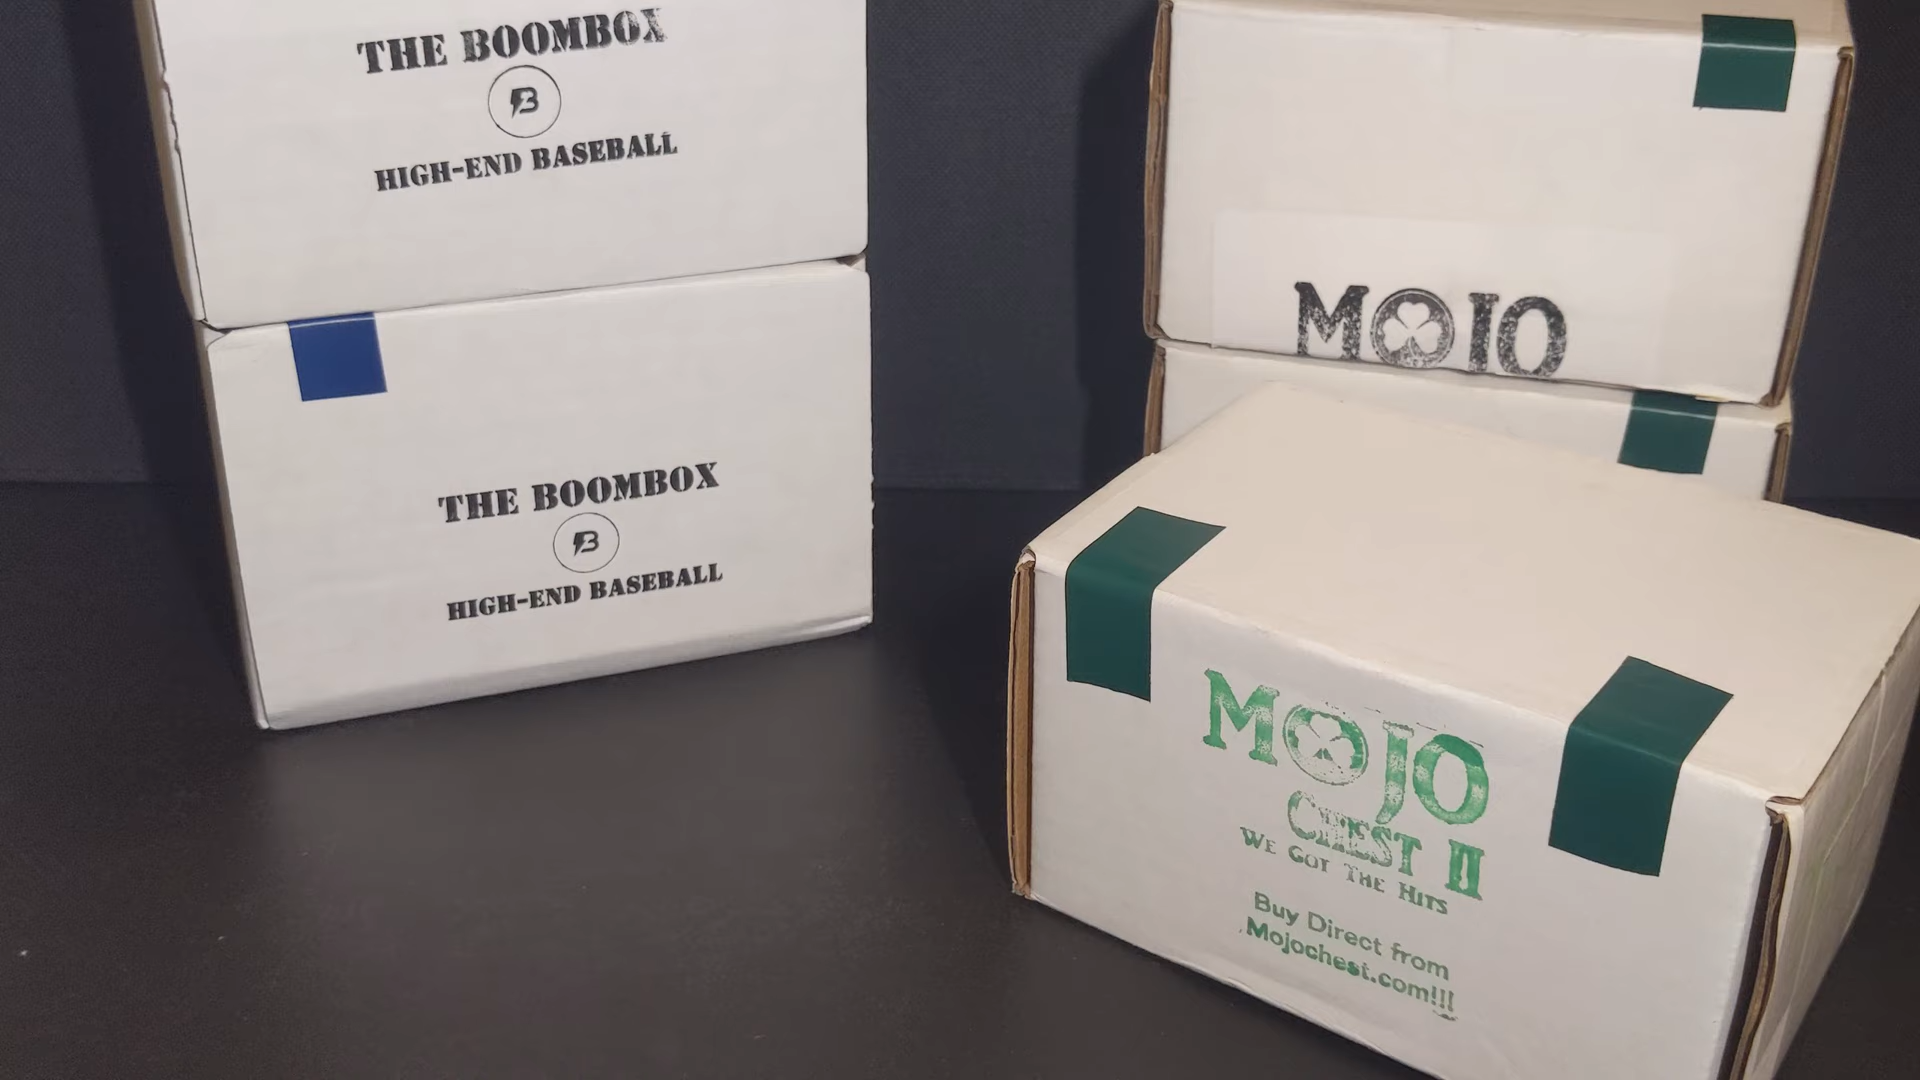 THE BOOMBOX
B
HIGH-END BASEBALL
THE BOOMBOX
B
HIGH-END BASEBALL
MOJO
MOJO
CHEST II
WE GOT THE HITS
Buy Direct from
Mojochest.com!!!